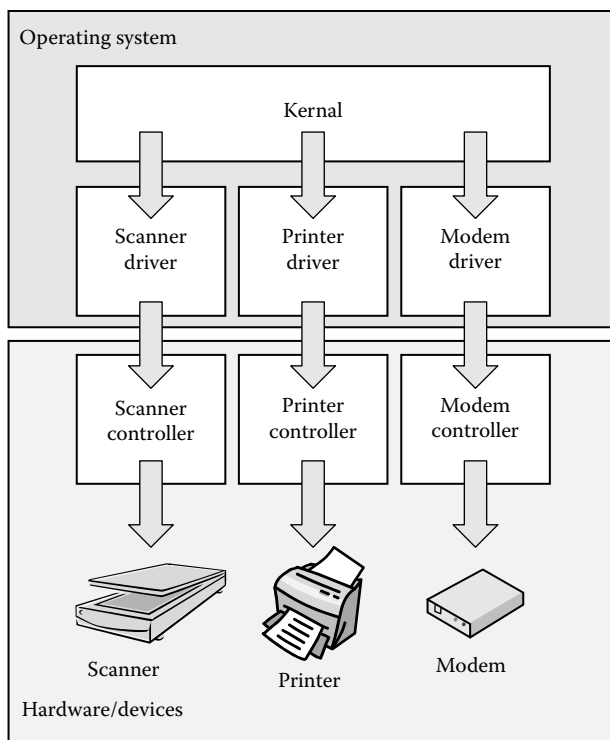 Operating system
Kernal
Scanner
driver
Printer
driver
Modem
driver
Scanner
controller
Printer
controller
Modem
controller
Scanner
Printer
Modem
Hardware/devices